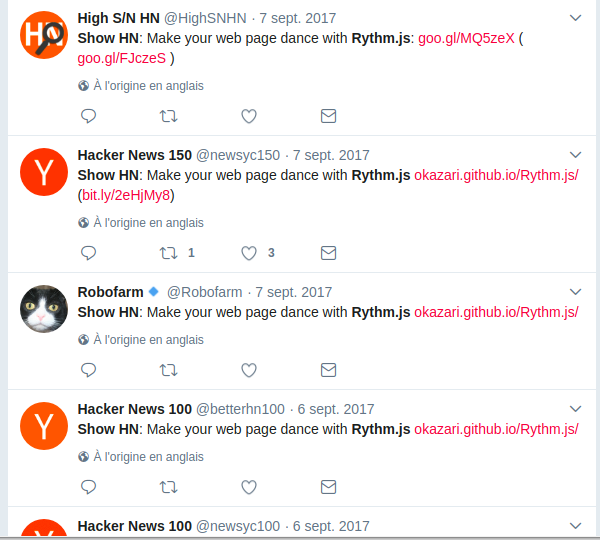 HN
High S/N HN @HighSNHN · 7 sept. 2017
Show HN: Make your web page dance with Rythm.js: goo.gl/MQ5zeX (
goo.gl/FJczeS )
À l'origine en anglais
Y
Hacker News 150 @newsyc150 · 7 sept. 2017
Show HN: Make your web page dance with Rythm.js okazari.github.io/Rythm.js/
(bit.ly/2eHjMy8)
À l'origine en anglais
1 3
Robofarm @Robofarm · 7 sept. 2017
Show HN: Make your web page dance with Rythm.js okazari.github.io/Rythm.js/
À l'origine en anglais
Y
Hacker News 100 @betterhn100 · 6 sept. 2017
Show HN: Make your web page dance with Rythm.js okazari.github.io/Rythm.js/
À l'origine en anglais
Hacker News 100 @newsyc100 · 6 sept. 2017